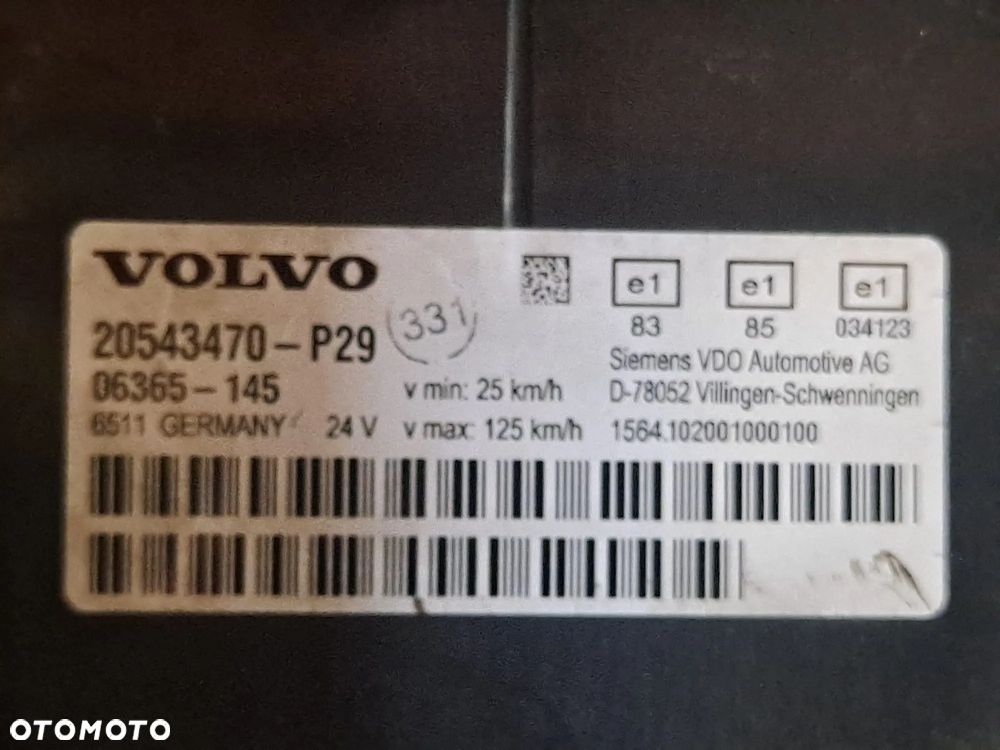 VOLVO
20543470-P29
331
06365-145
v min: 25 km/h
6511 GERMANY
24 V
v max: 125 km/h
e1
83
e1
85
e1
034123
Siemens VDO Automotive AG
D-78052 Villingen-Schwenningen
1564.102001000100
OTOMOTO